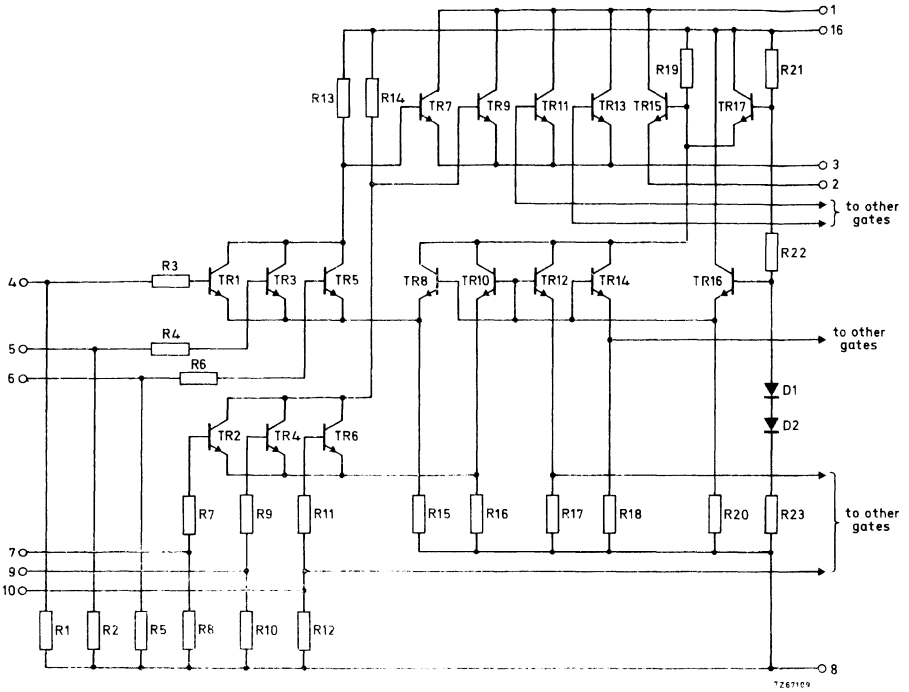 1
16
R13
R14
TR7
TR9
TR11
TR13
TR15
R19
TR17
R21
3
2
to other
gates
R22
4
R3
TR1
TR3
TR5
TR8
TR10
TR12
TR14
TR16
5
R4
to other
gates
6
R6
D1
D2
TR2
TR4
TR6
R7
R9
R11
R15
R16
R17
R18
R20
R23
to other
gates
7
9
10
R1
R2
R5
R8
R10
R12
8
7Z67109